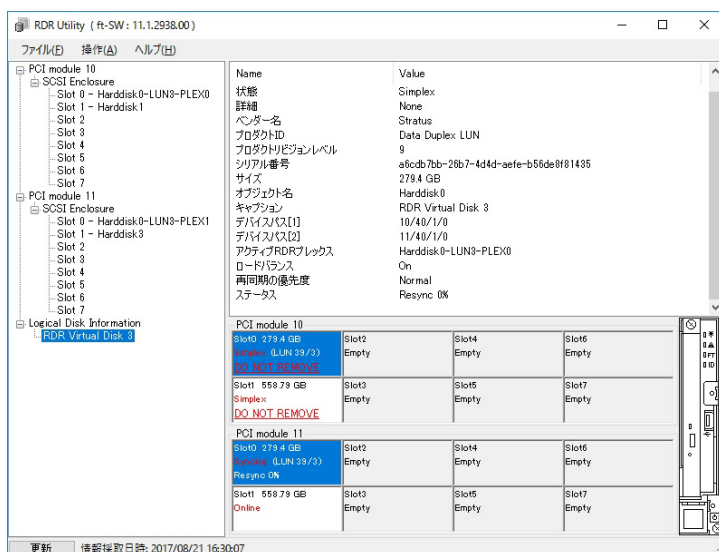 RDR Utility ( ft-SW : 11.1.2938.00 )
ファイル(F) 操作(A) ヘルプ(H)
PCI module 10
SCSI Enclosure
Slot 0 - Harddisk0-LUN3-PLEX0
Slot 1 - Harddisk1
Slot 2
Slot 3
Slot 4
Slot 5
Slot 6
Slot 7
PCI module 11
SCSI Enclosure
Slot 0 - Harddisk0-LUN3-PLEX1
Slot 1 - Harddisk3
Slot 2
Slot 3
Slot 4
Slot 5
Slot 6
Slot 7
Logical Disk Information
RDR Virtual Disk 3
Name Value
状態 Simplex
詳細 None
ベンダー名 Stratus
プロダクトID Data Duplex LUN
プロダクトリビジョンレベル 9
シリアル番号 a6cdb7bb-26b7-4d4d-aefe-b56de8f81435
サイズ 279.4 GB
オブジェクト名 Harddisk0
キャプション RDR Virtual Disk 3
デバイスパス[1] 10/40/1/0
デバイスパス[2] 11/40/1/0
アクティブRDRプレックス Harddisk0-LUN3-PLEX0
ロードバランス On
再同期の優先度 Normal
ステータス Resync 0%
PCI module 10
Slot0 279.4 GB Slot2 Slot4 Slot6
Simplex (LUN 39/3) Empty Empty Empty
DO NOT REMOVE
Slot1 558.79 GB Slot3 Slot5 Slot7
Simplex Empty Empty Empty
DO NOT REMOVE
PCI module 11
Slot0 279.4 GB Slot2 Slot4 Slot6
Syncing (LUN 39/3) Empty Empty Empty
Resync 0%
Slot1 558.79 GB Slot3 Slot5 Slot7
Online Empty Empty Empty
FT
ID
更新 情報採取日時: 2017/08/21 16:30:07